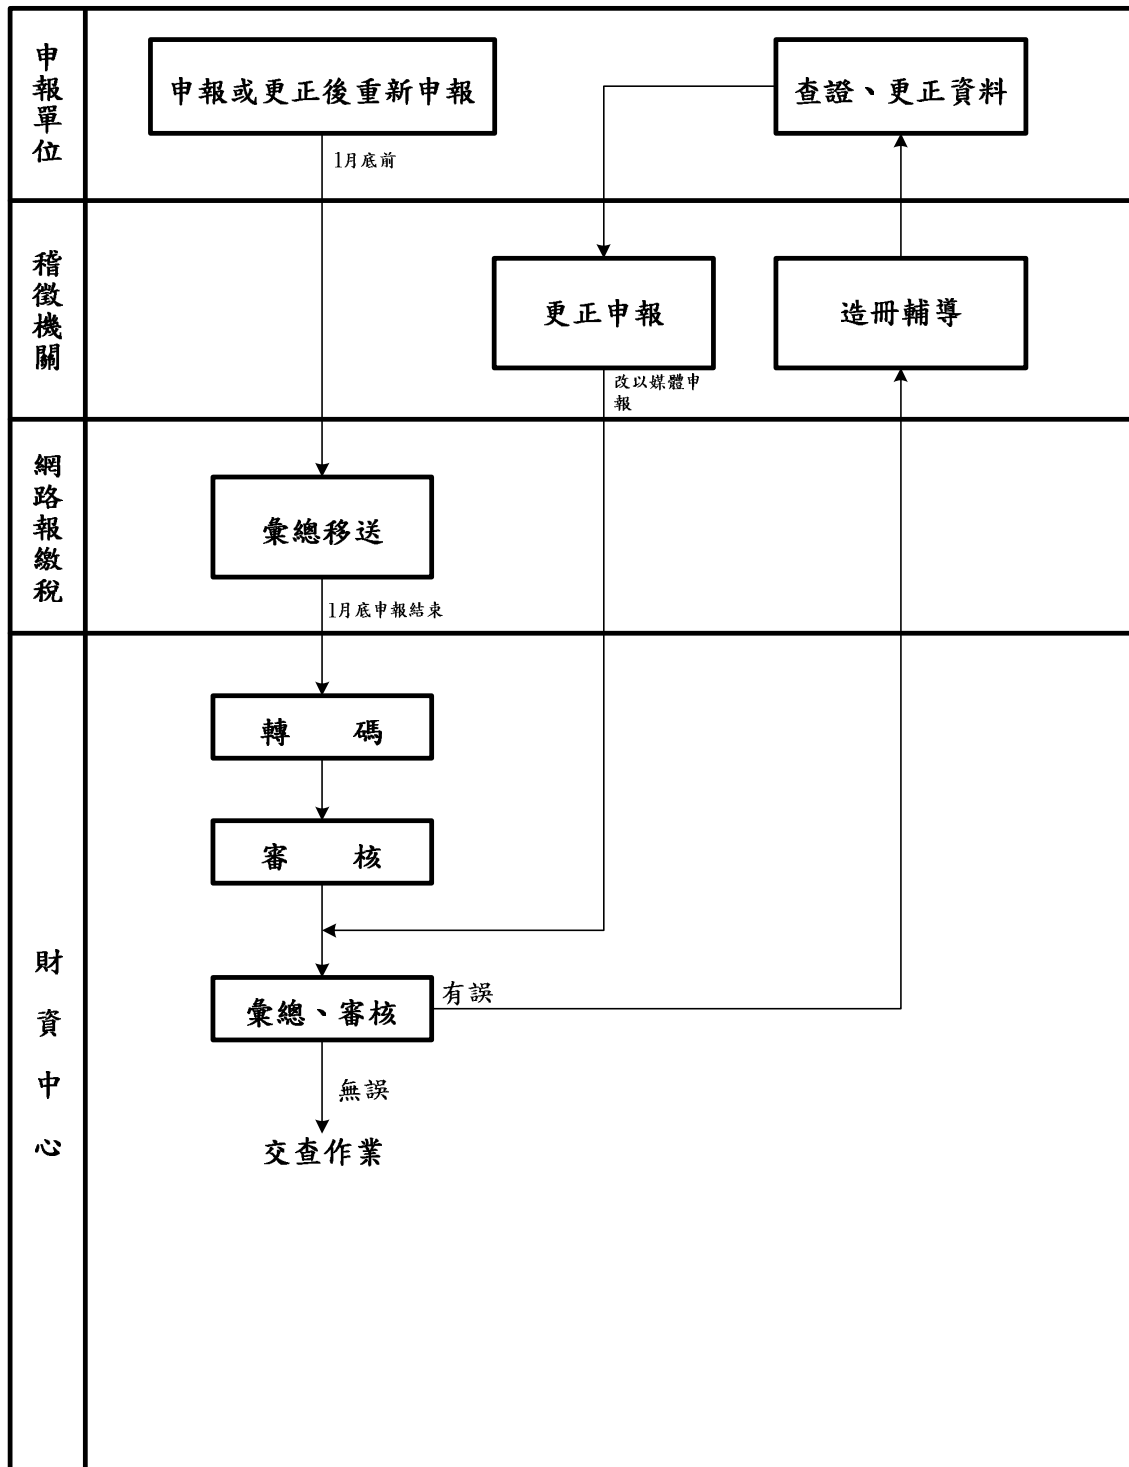 申報單位
申報或更正後重新申報
查證、更正資料
1月底前
稽徵機關
更正申報
造冊輔導
改以媒體申
報
網路報繳稅
彙總移送
1月底申報結束
財資中心
轉　　碼
審　　核
彙總、審核
有誤
無誤
交查作業